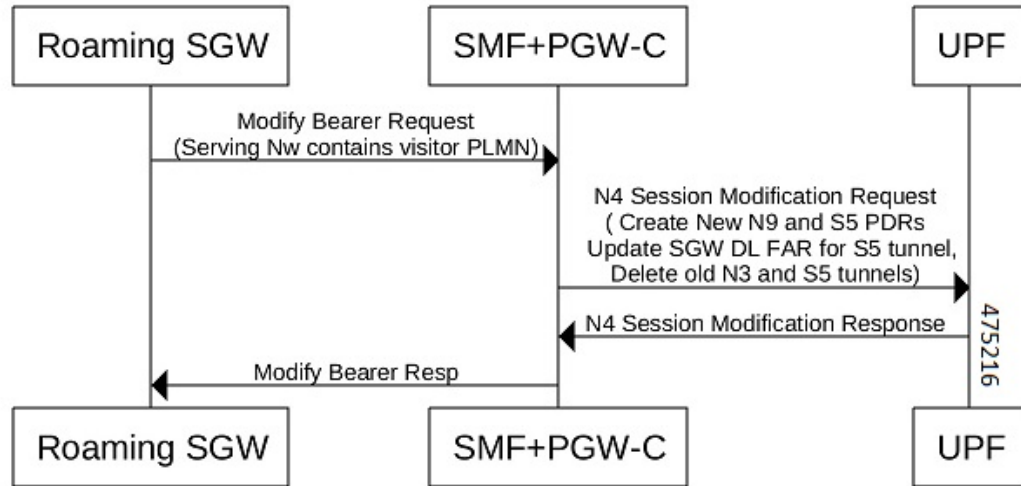 Roaming SGW
SMF+PGW-C
UPF
Modify Bearer Request
(Serving Nw contains visitor PLMN)
N4 Session Modification Request
( Create New N9 and S5 PDRs
Update SGW DL FAR for S5 tunnel,
Delete old N3 and S5 tunnels)
N4 Session Modification Response
475216
Modify Bearer Resp
Roaming SGW
SMF+PGW-C
UPF